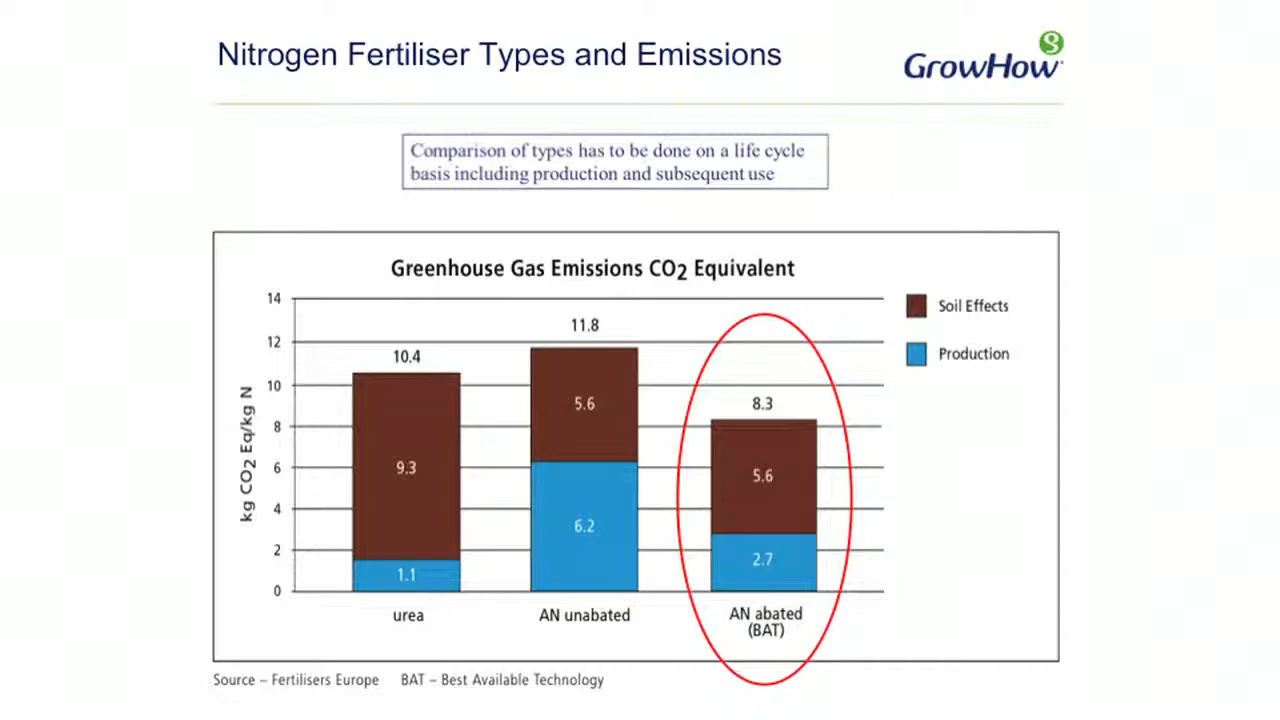 Nitrogen Fertiliser Types and Emissions
GrowHow
Comparison of types has to be done on a life cycle
basis including production and subsequent use
Greenhouse Gas Emissions CO2 Equivalent
kg CO2 Eq/kg N
14
12
10
8
6
4
2
0
10.4
9.3
1.1
urea
11.8
5.6
6.2
AN unabated
8.3
5.6
2.7
AN abated
(BAT)
Soil Effects
Production
Source – Fertilisers Europe BAT – Best Available Technology